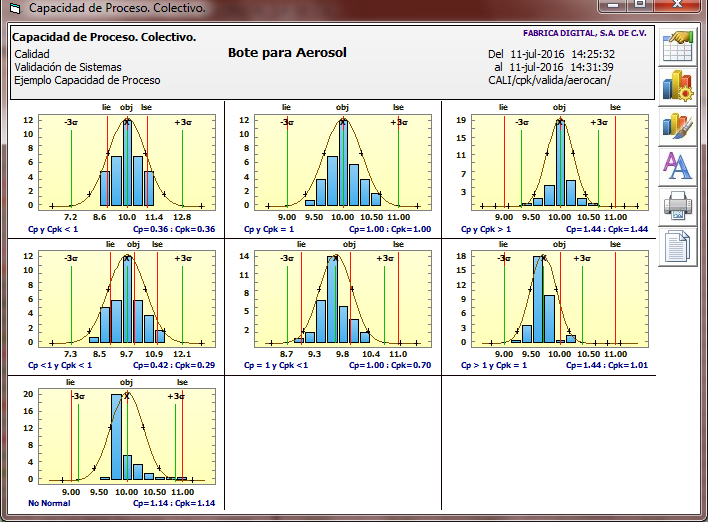 Capacidad de Proceso. Colectivo.
FABRICA DIGITAL, S.A. DE C.V.
Capacidad de Proceso. Colectivo.
Calidad
Validación de Sistemas
Ejemplo Capacidad de Proceso
Bote para Aerosol
Del 11-jul-2016 14:25:32
al 11-jul-2016 14:31:39
CALI/cpk/valida/aerocan/
lie obj lse
-3σ +3σ
12
10
8
6
4
2
0
7.2 8.6 10.0 11.4 12.8
Cp y Cpk < 1 Cp=0.36 : Cpk=0.36
lie obj lse
-3σ +3σ
12
10
8
6
4
2
0
9.00 9.50 10.00 10.50 11.00
Cp y Cpk = 1 Cp=1.00 : Cpk=1.00
lie obj lse
-3σ +3σ
19
15
11
7
3
9.00 9.50 10.00 10.50 11.00
Cp y Cpk > 1 Cp=1.44 : Cpk=1.44
lie obj lse
-3σ +3σ
12
10
8
6
4
2
0
7.3 8.5 9.7 10.9 12.1
Cp <1 y Cpk < 1 Cp=0.42 : Cpk=0.29
lie obj lse
-3σ +3σ
14
11
8
5
2
8.7 9.3 9.8 10.4 11.0
Cp = 1 y Cpk <1 Cp=1.00 : Cpk=0.70
lie obj lse
-3σ +3σ
18
15
12
9
6
3
0
9.00 9.50 10.00 10.50 11.00
Cp > 1 y Cpk = 1 Cp=1.44 : Cpk=1.01
lie obj lse
-3σ +3σ
20
16
12
8
4
0
9.00 9.50 10.00 10.50 11.00
No Normal Cp=1.14 : Cpk=1.14